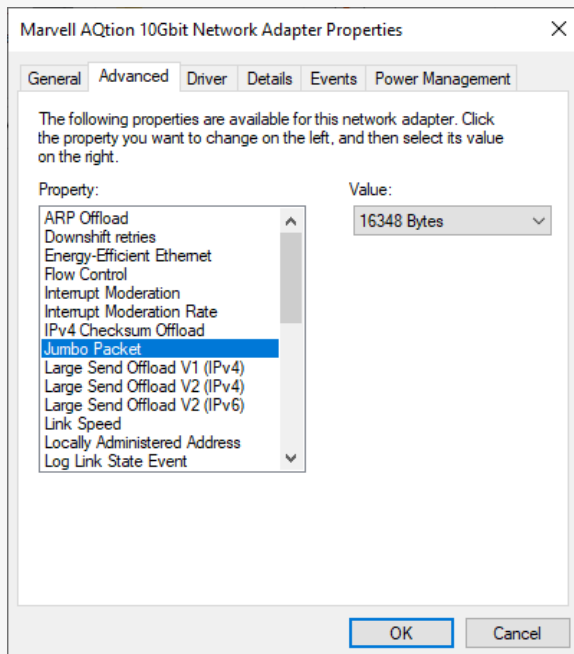 Marvell AQtion 10Gbit Network Adapter Properties
General Advanced Driver Details Events Power Management
The following properties are available for this network adapter. Click
the property you want to change on the left, and then select its value
on the right.
Property:
Value:
ARP Offload
Downshift retries
Energy-Efficient Ethernet
Flow Control
Interrupt Moderation
Interrupt Moderation Rate
IPv4 Checksum Offload
Jumbo Packet
Large Send Offload V1 (IPv4)
Large Send Offload V2 (IPv4)
Large Send Offload V2 (IPv6)
Link Speed
Locally Administered Address
Log Link State Event
16348 Bytes
OK
Cancel